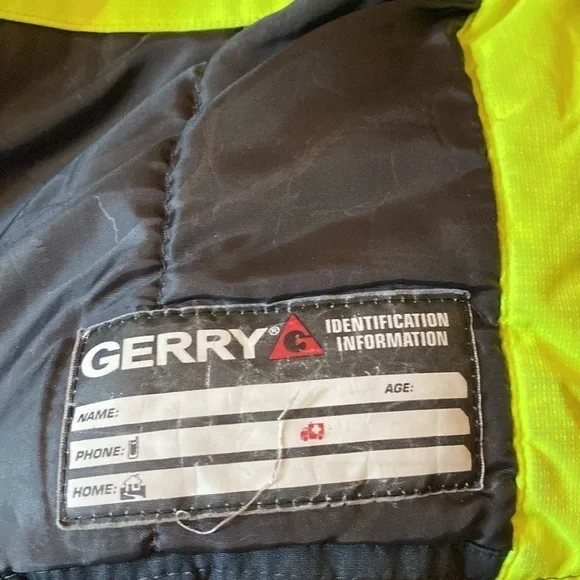 GERRY® G IDENTIFICATION
INFORMATION
NAME: AGE:
PHONE:
HOME: